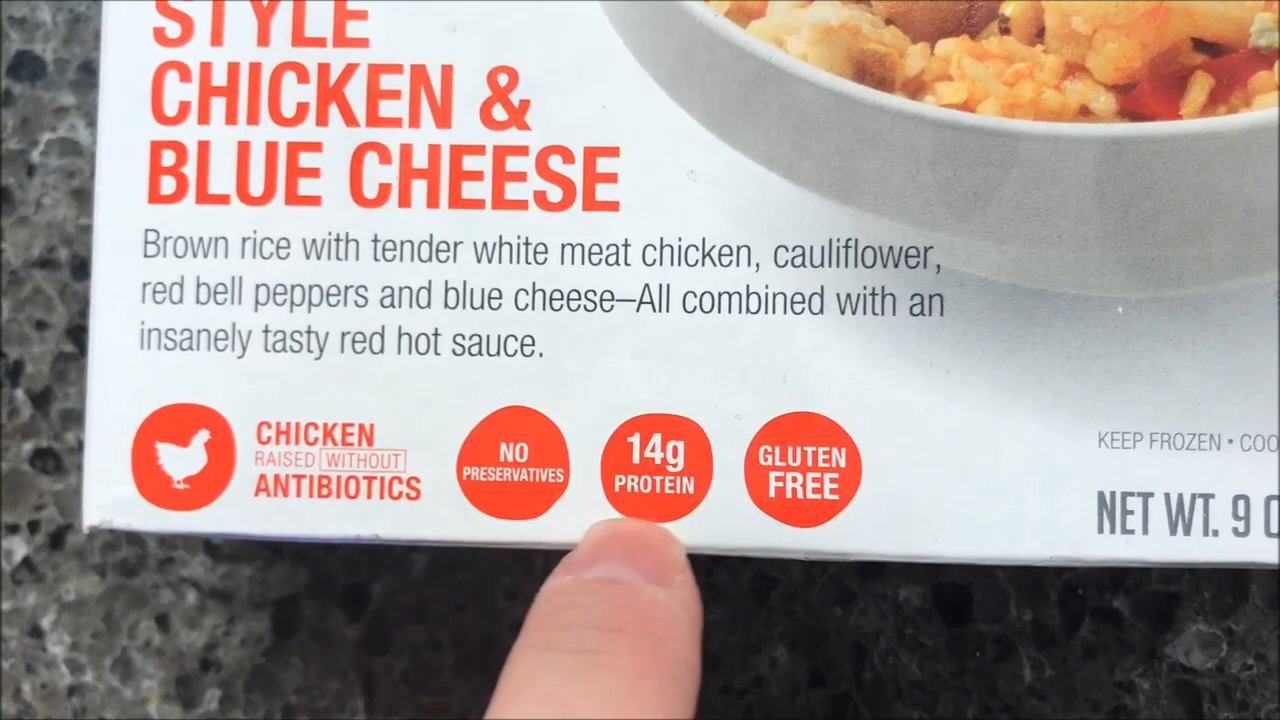 STYLE
CHICKEN &
BLUE CHEESE
Brown rice with tender white meat chicken, cauliflower,
red bell peppers and blue cheese–All combined with an
insanely tasty red hot sauce.
CHICKEN
RAISED WITHOUT
ANTIBIOTICS
NO
PRESERVATIVES
14g
PROTEIN
GLUTEN
FREE
KEEP FROZEN •
NET WT. 9